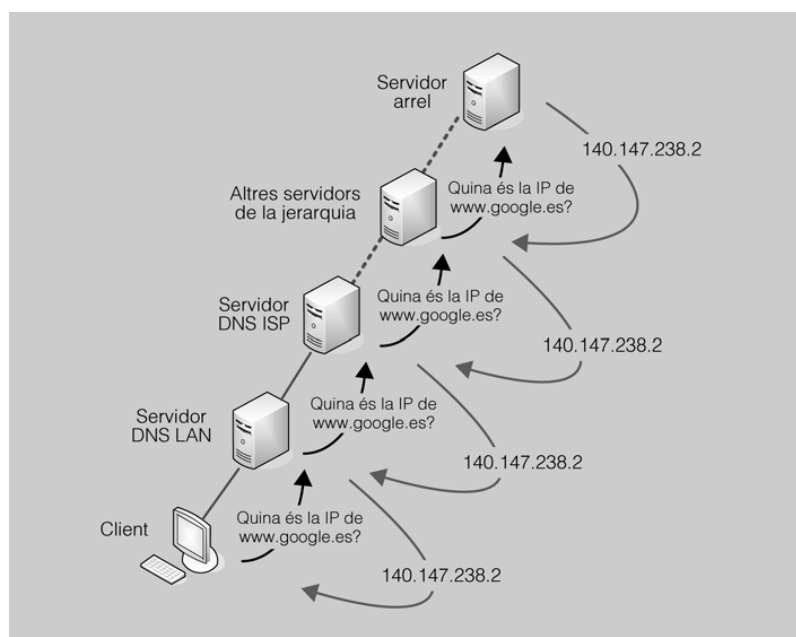 Servidor
arrel
140.147.238.2
Altres servidors
de la jerarquia
Quina és la IP de
www.google.es?
Servidor
DNS ISP
Quina és la IP de
www.google.es?
140.147.238.2
Servidor
DNS LAN
Quina és la IP de
www.google.es?
140.147.238.2
Client
Quina és la IP de
www.google.es?
140.147.238.2